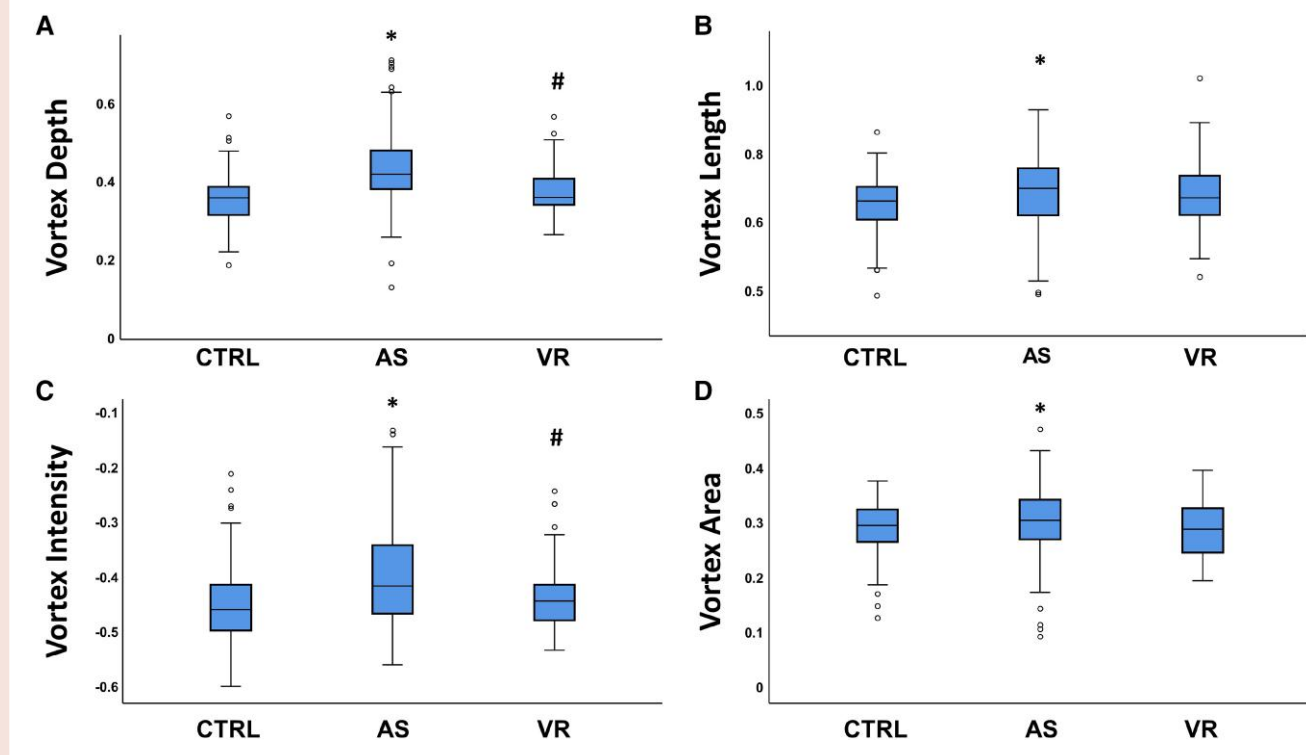 A
Vortex Depth
0.6
0.4
0.2
0
*
#
CTRL AS VR
B
Vortex Length
1.0
0.8
0.6
0.5
*
CTRL AS VR
C
Vortex Intensity
-0.1
-0.2
-0.3
-0.4
-0.5
-0.6
*
#
CTRL AS VR
D
Vortex Area
0.5
0.4
0.3
0.2
0.1
0
*
CTRL AS VR